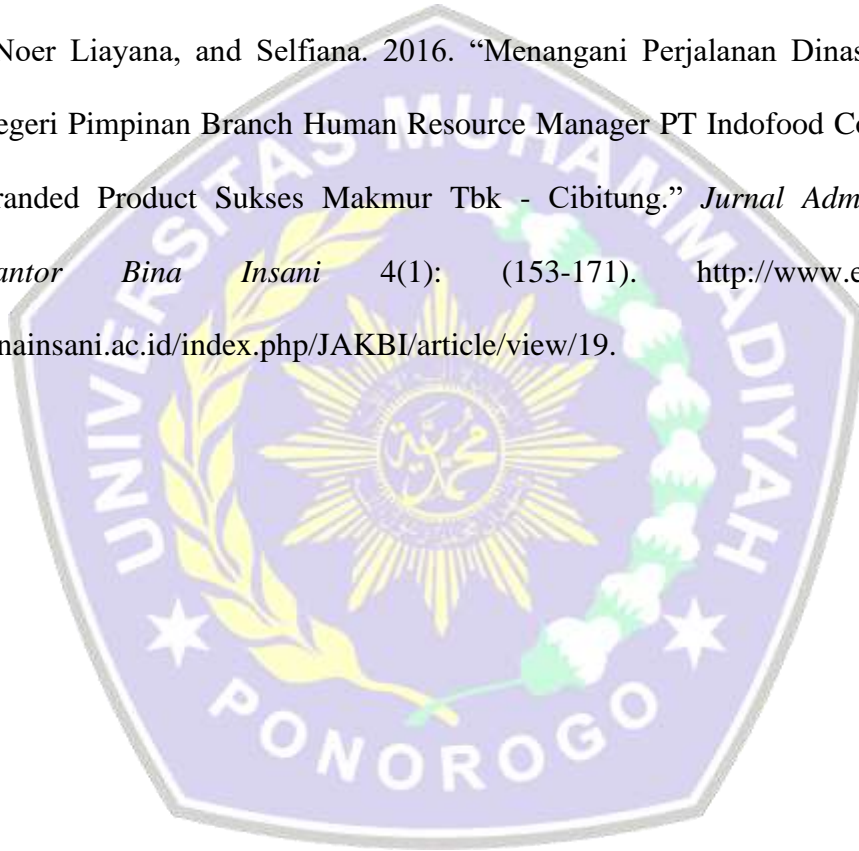 Noer Liayana, and Selfiana. 2016. “Menangani Perjalanan Dinas
egeri Pimpinan Branch Human Resource Manager PT Indofood Co
randed Product Sukses Makmur Tbk - Cibitung.” Jurnal Adm
antor Bina Insani 4(1): (153-171). http://www.e
nainsani.ac.id/index.php/JAKBI/article/view/19.
UNIVERSITAS MUHAMMADIYAH
محمدية
PONOROGO